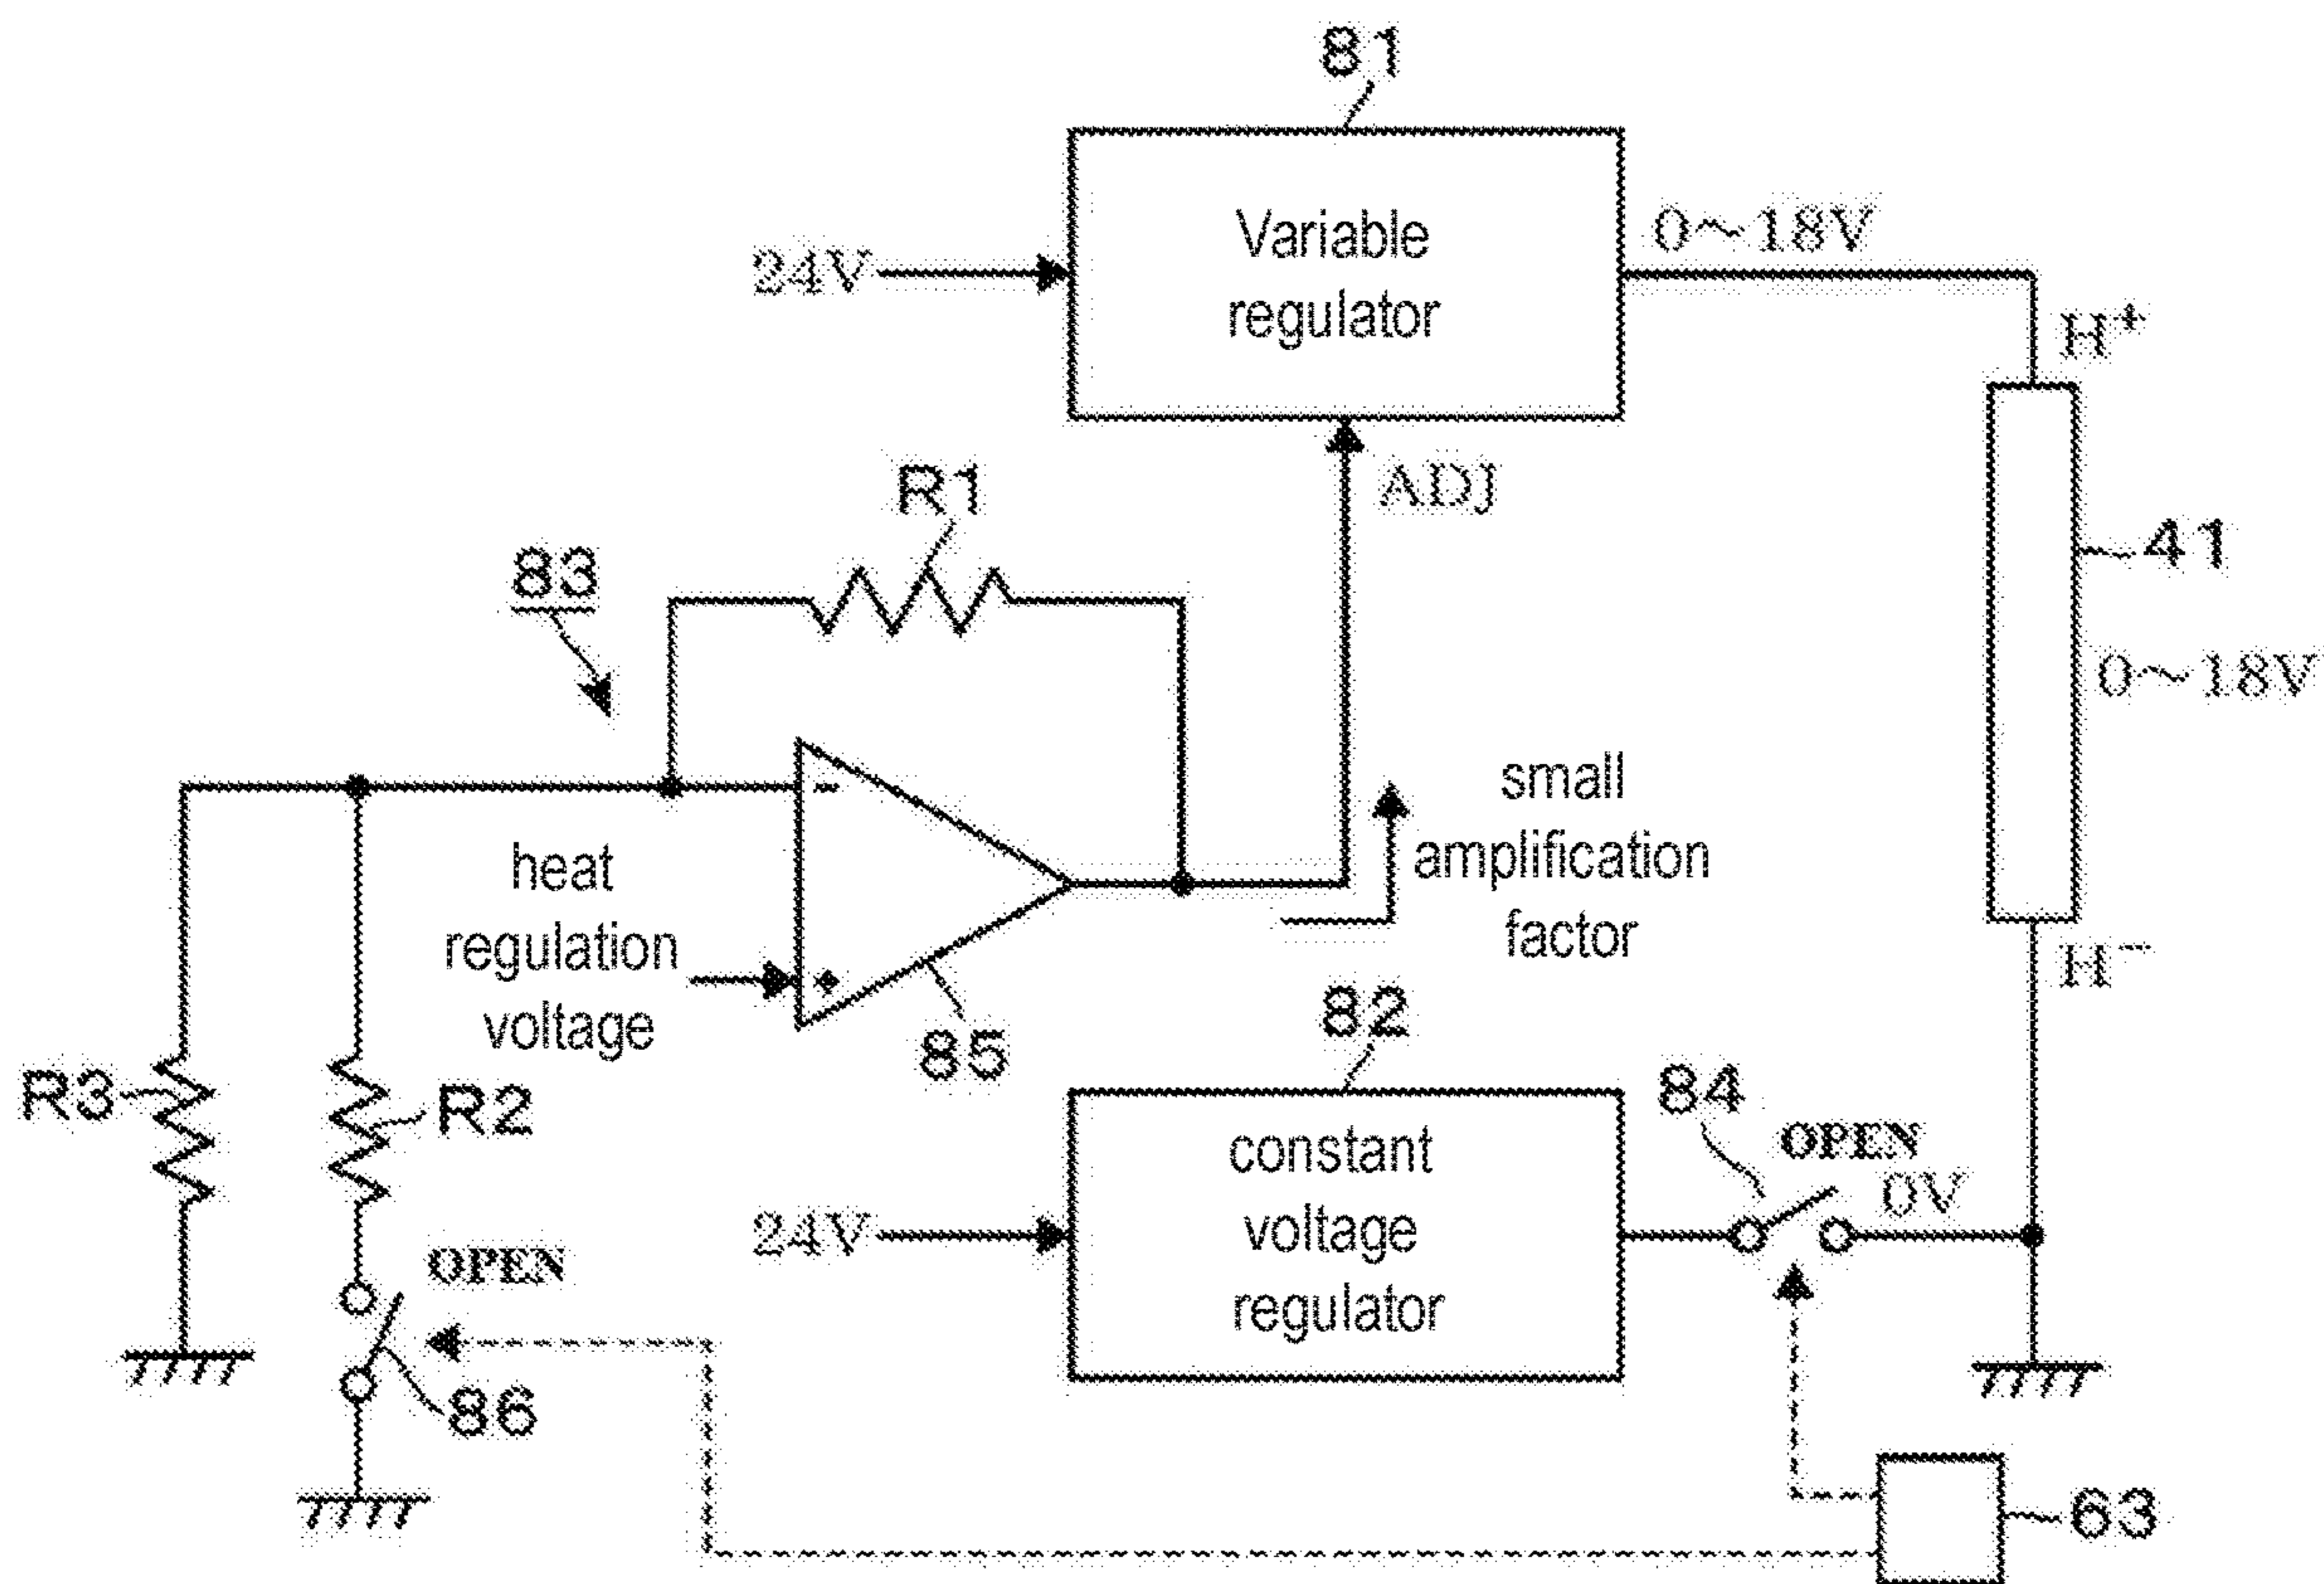 81
Variable
regulator
24V
0~18V
H+
ADJ
R1
83
41
0~18V
small
amplification
factor
heat
regulation
voltage
-
+
85
H-
82
R3
R2
constant
voltage
regulator
84
OPEN
0V
24V
OPEN
86
63